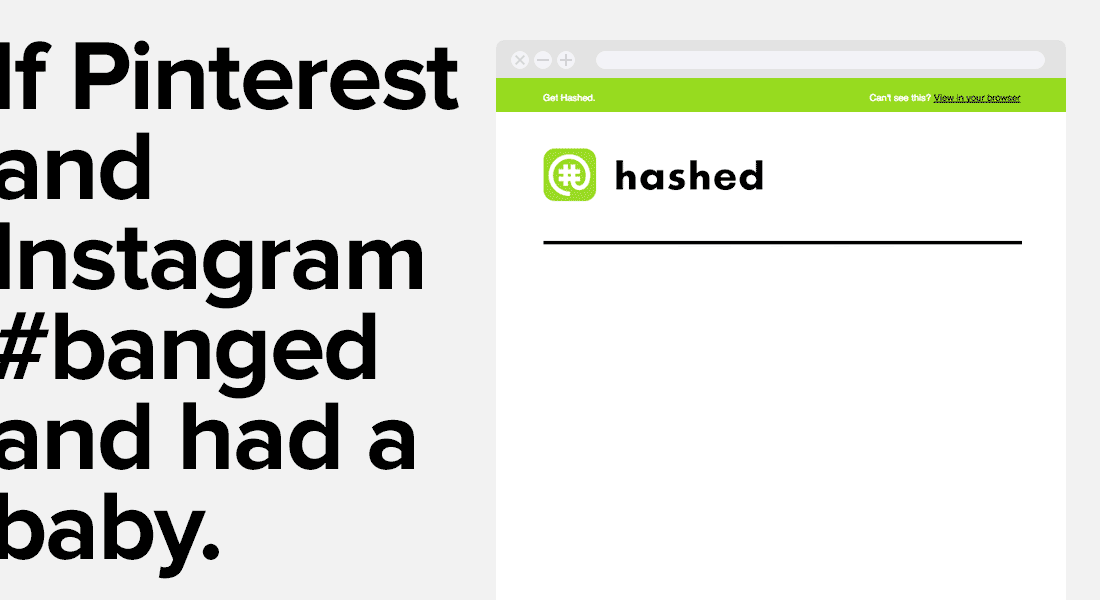 If Pinterest
and
Instagram
#banged
and had a
baby.
Get Hashed.
Can't see this? View in your browser
hashed